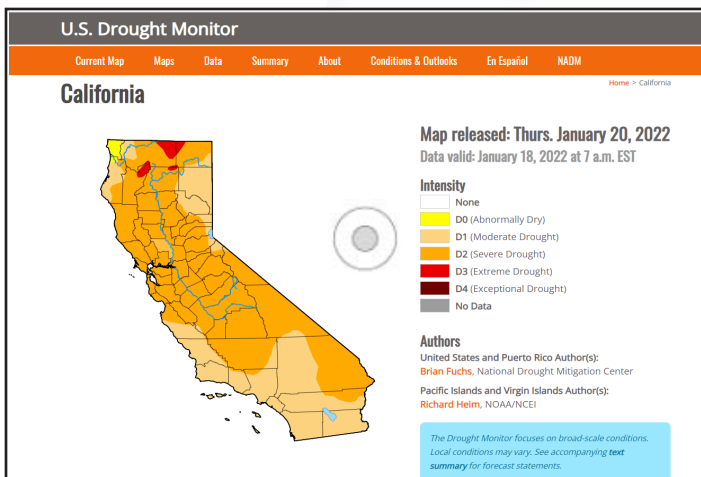 U.S. Drought Monitor
Current Map Maps Data Summary About Conditions & Outlooks En Español NADM
Home > California
California
Map released: Thurs. January 20, 2022
Data valid: January 18, 2022 at 7 a.m. EST
Intensity
None
D0 (Abnormally Dry)
D1 (Moderate Drought)
D2 (Severe Drought)
D3 (Extreme Drought)
D4 (Exceptional Drought)
No Data
Authors
United States and Puerto Rico Author(s):
Brian Fuchs, National Drought Mitigation Center
Pacific Islands and Virgin Islands Author(s):
Richard Heim, NOAA/NCEI
The Drought Monitor focuses on broad-scale conditions.
Local conditions may vary. See accompanying text
summary for forecast statements.